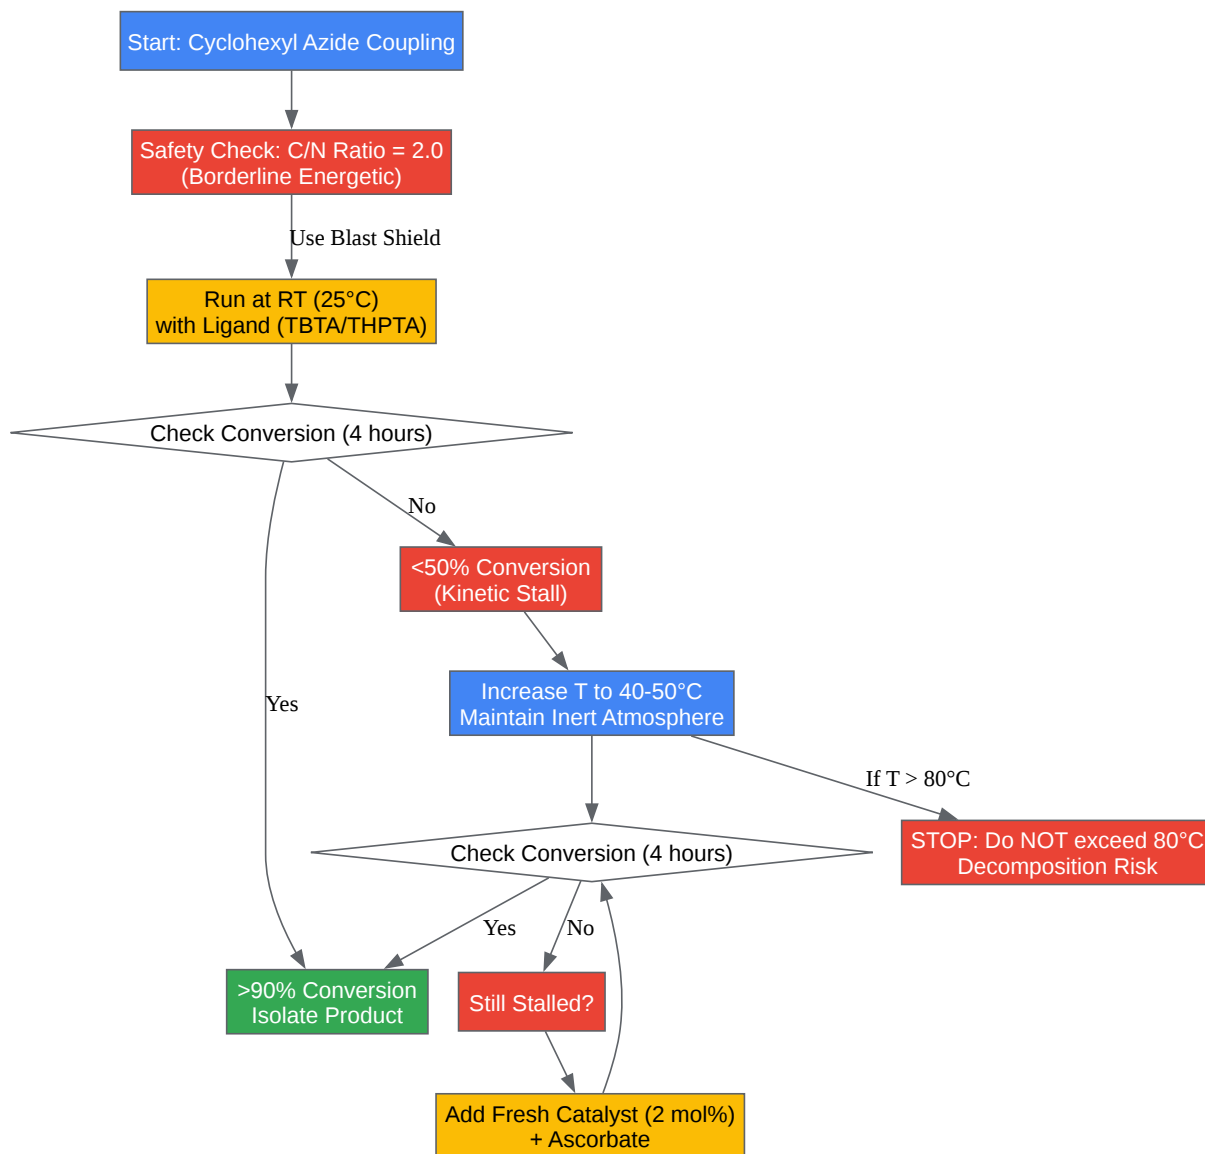 Start: Cyclohexyl Azide Coupling
Safety Check: C/N Ratio = 2.0
(Borderline Energetic)
Use Blast Shield
Run at RT (25°C)
with Ligand (TBTA/THPTA)
Check Conversion (4 hours)
No
<50% Conversion
(Kinetic Stall)
Increase T to 40-50°C
Maintain Inert Atmosphere
Yes
If T > 80°C
STOP: Do NOT exceed 80°C
Decomposition Risk
Check Conversion (4 hours)
Yes
No
>90% Conversion
Isolate Product
Still Stalled?
Add Fresh Catalyst (2 mol%)
+ Ascorbate